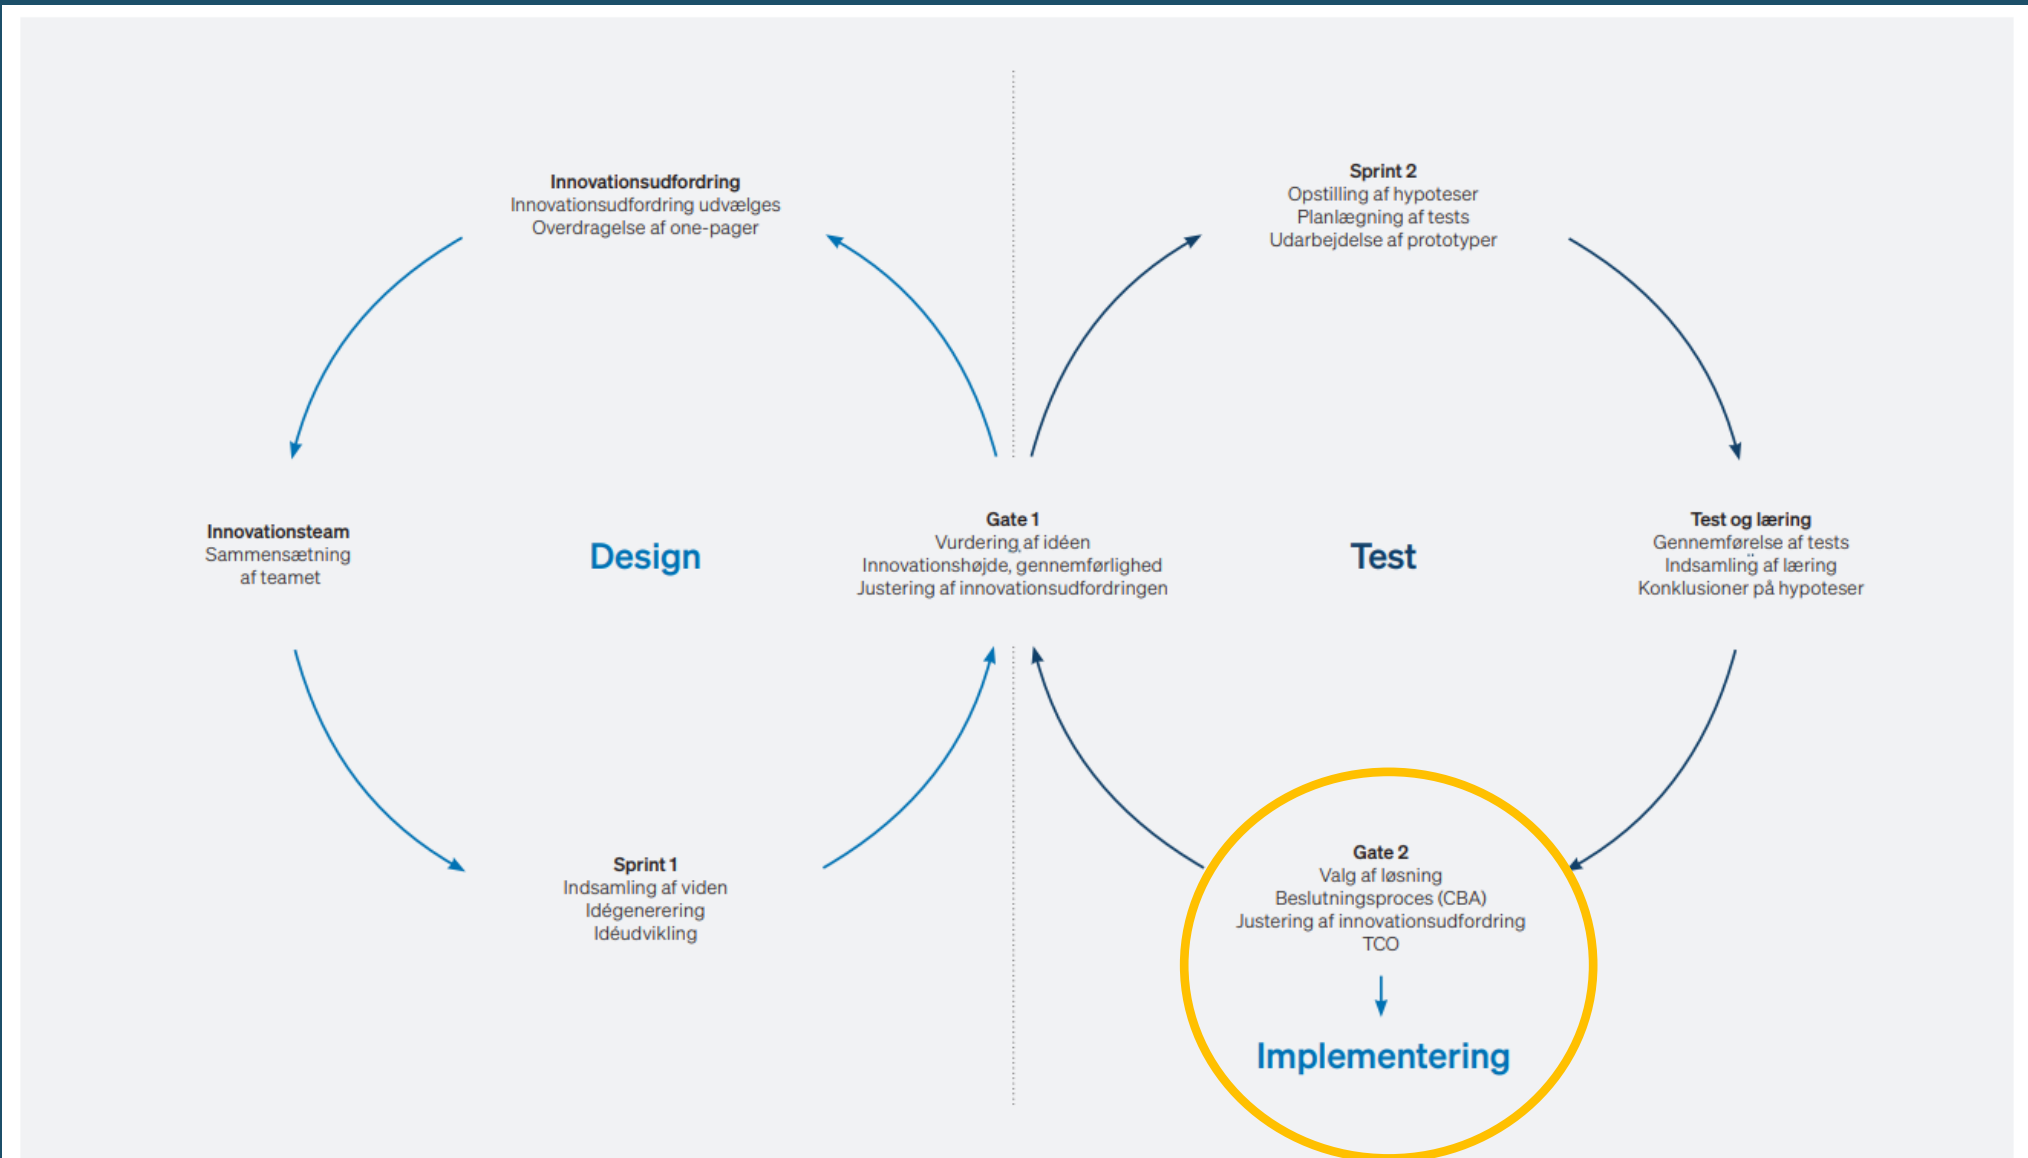 Innovationsudfordring
Innovationsudfordring udvælges
Overdragelse af one-pager
Innovationsteam
Sammensætning
af teamet
Design
Sprint 1
Indsamling af viden
Idégenerering
Idéudvikling
Gate 1
Vurdering af idéen
Innovationshøjde, gennemførlighed
Justering af innovationsudfordringen
Sprint 2
Opstilling af hypoteser
Planlægning af tests
Udarbejdelse af prototyper
Test
Test og læring
Gennemførelse af tests
Indsamling af læring
Konklusioner på hypoteser
Gate 2
Valg af løsning
Beslutningsproces (CBA)
Justering af innovationsudfordring
TCO
Implementering